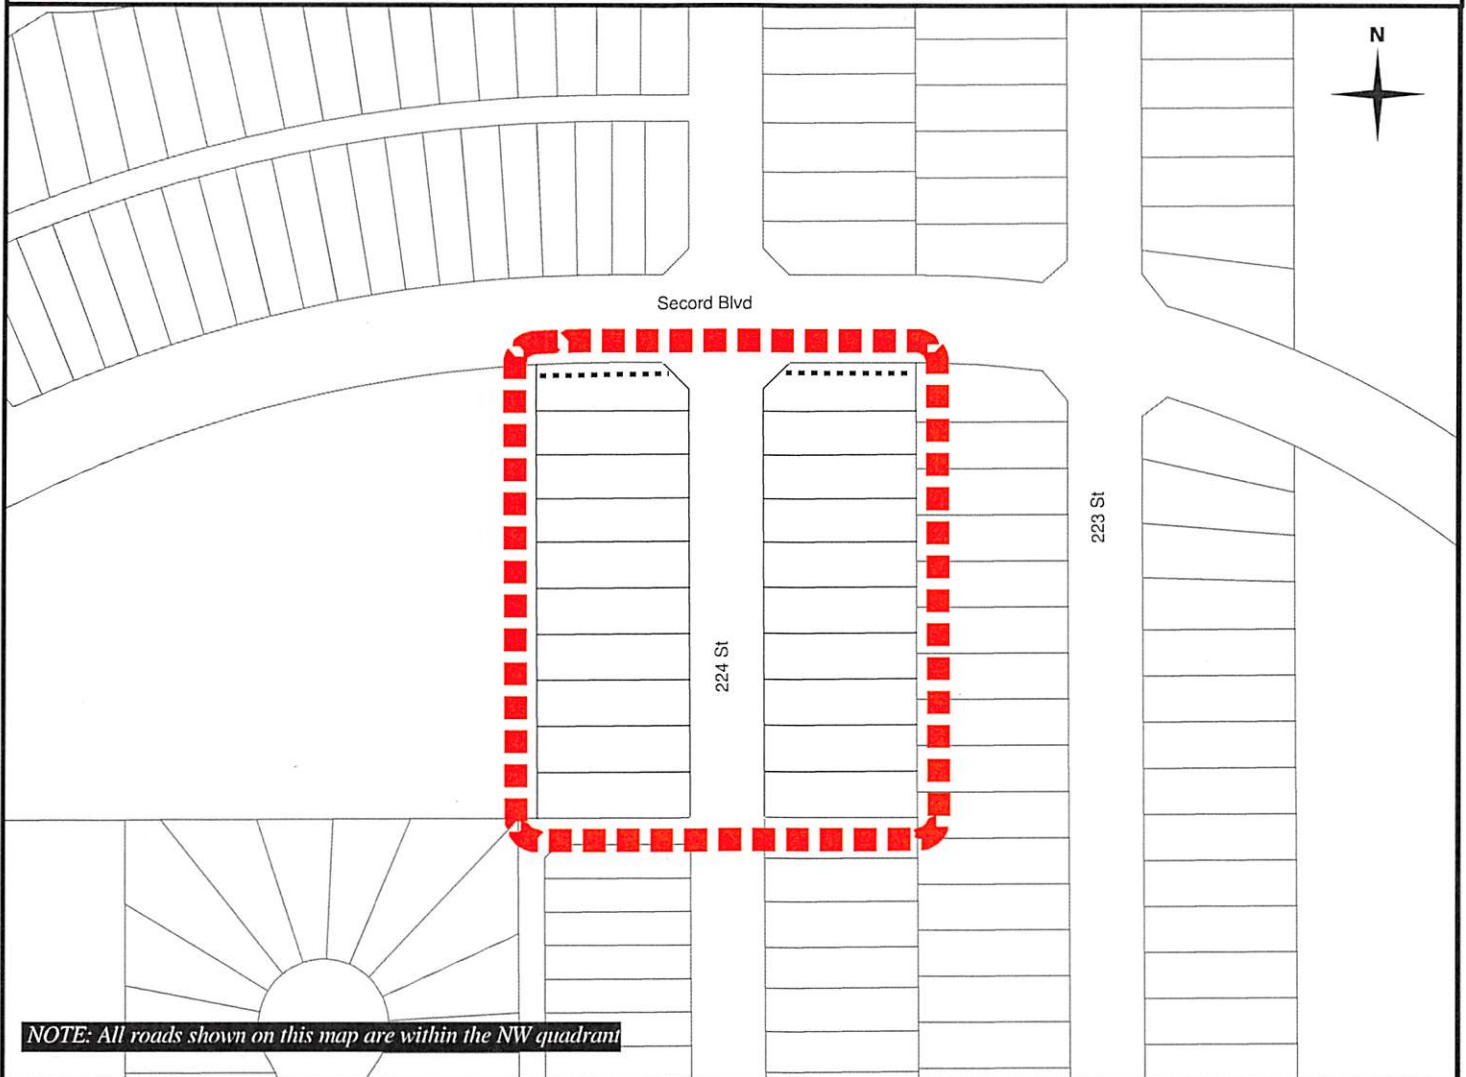 N
Secord Blvd
223 St
224 St
NOTE: All roads shown on this map are within the NW quadrant